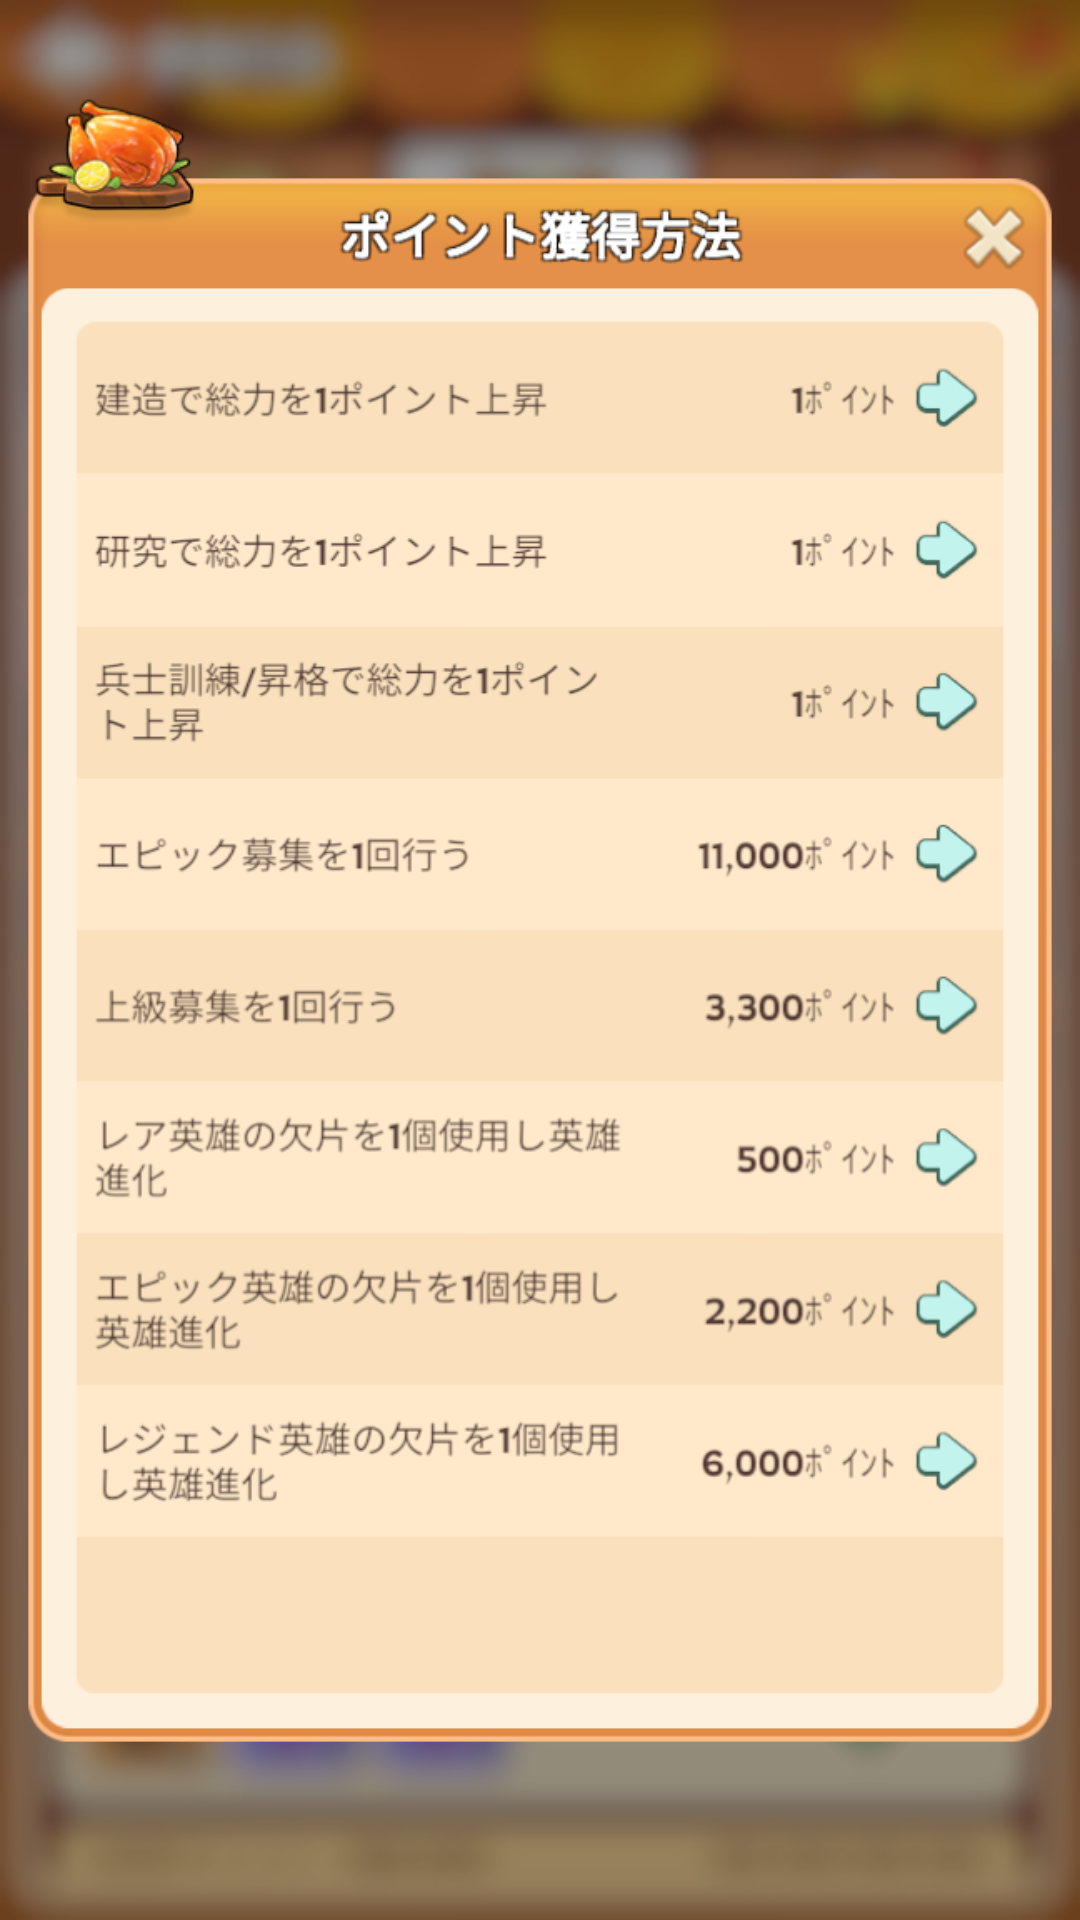 ポイント獲得方法
建造で総力を1ポイント上昇 1ﾎﾟｲﾝﾄ
研究で総力を1ポイント上昇 1ﾎﾟｲﾝﾄ
兵士訓練/昇格で総力を1ポイン
ト上昇 1ﾎﾟｲﾝﾄ
エピック募集を1回行う 11,000ﾎﾟｲﾝﾄ
上級募集を1回行う 3,300ﾎﾟｲﾝﾄ
レア英雄の欠片を1個使用し英雄
進化 500ﾎﾟｲﾝﾄ
エピック英雄の欠片を1個使用し
英雄進化 2,200ﾎﾟｲﾝﾄ
レジェンド英雄の欠片を1個使用
し英雄進化 6,000ﾎﾟｲﾝﾄ